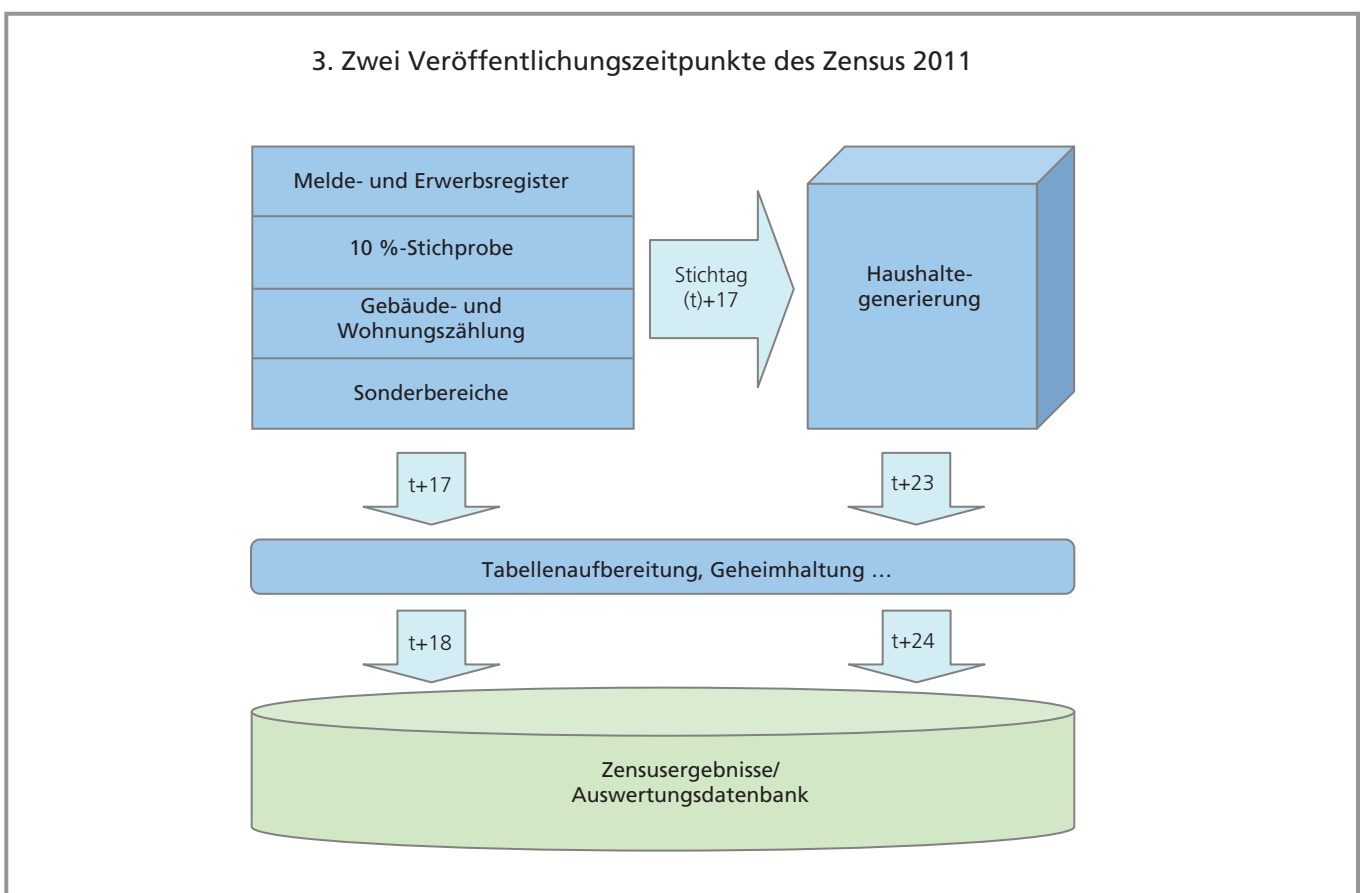 3. Zwei Veröffentlichungszeitpunkte des Zensus 2011
Melde- und Erwerbsregister
10 %-Stichprobe
Gebäude- und
Wohnungszählung
Sonderbereiche
Stichtag
(t)+17
Haushalte-
generierung
t+17
t+23
Tabellenaufbereitung, Geheimhaltung …
t+18
t+24
Zensusergebnisse/
Auswertungsdatenbank